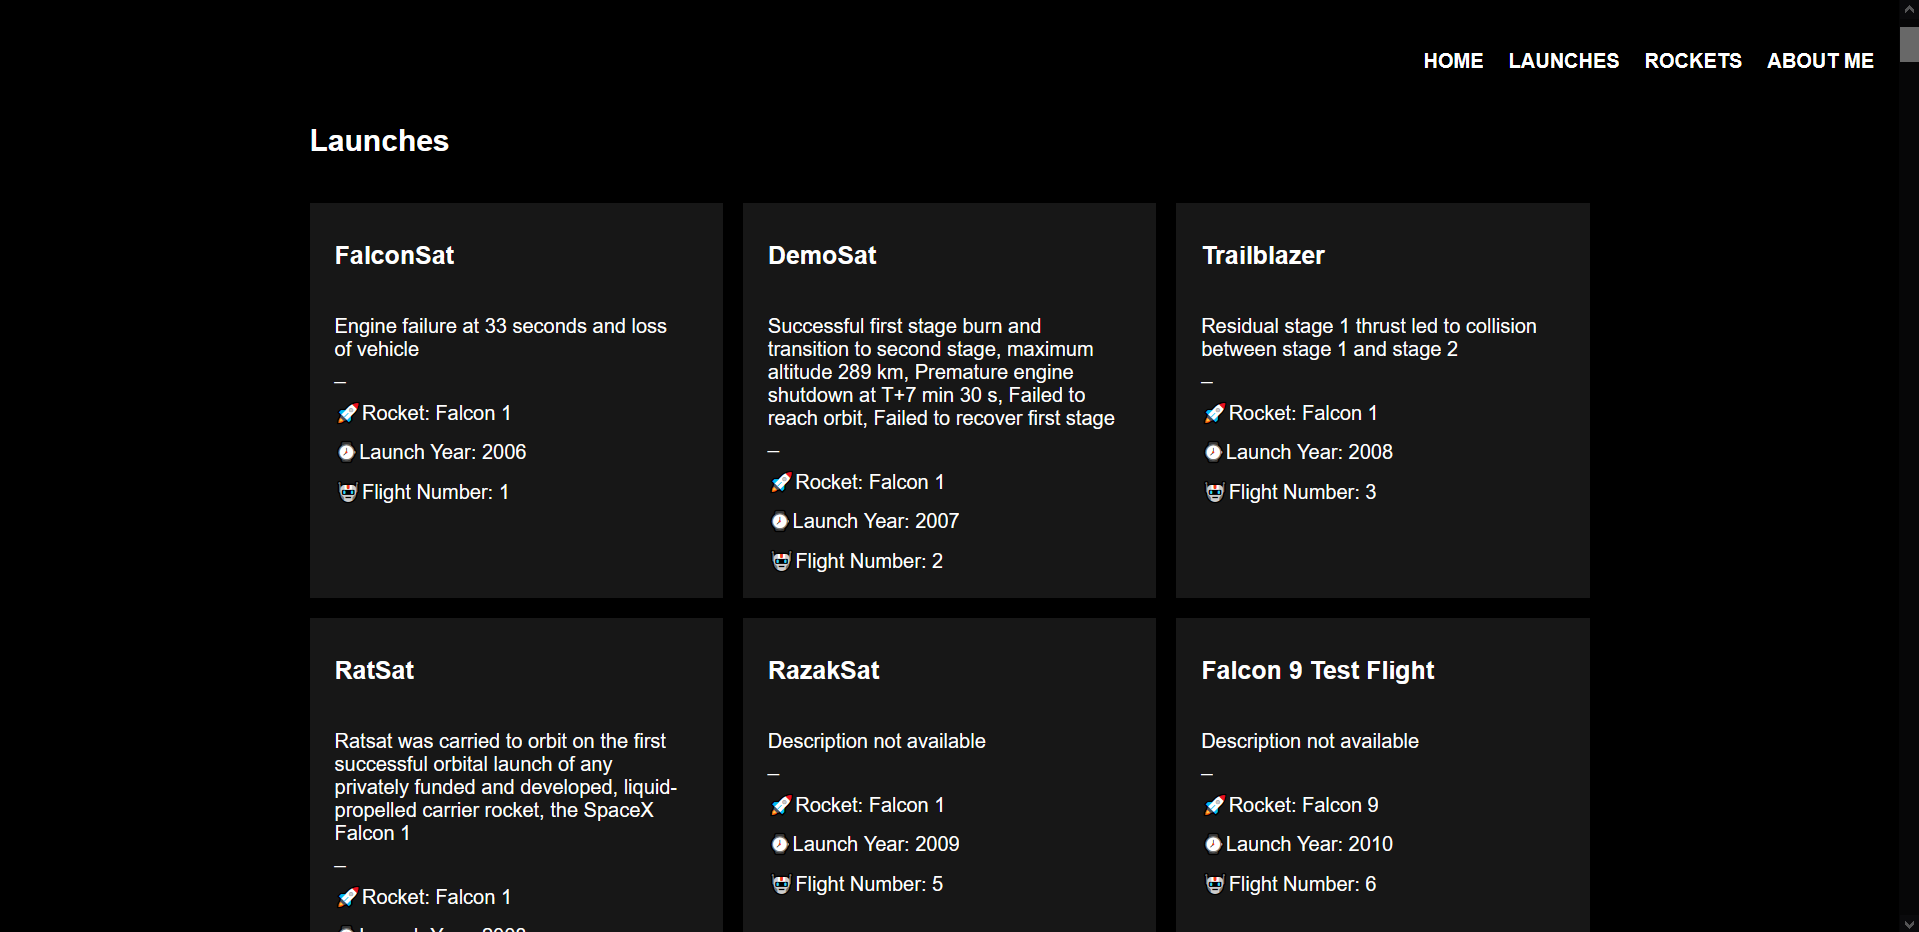 HOME LAUNCHES ROCKETS ABOUT ME
Launches
FalconSat
Engine failure at 33 seconds and loss
of vehicle
_
🚀Rocket: Falcon 1
⌚Launch Year: 2006
🤖Flight Number: 1
DemoSat
Successful first stage burn and
transition to second stage, maximum
altitude 289 km, Premature engine
shutdown at T+7 min 30 s, Failed to
reach orbit, Failed to recover first stage
_
🚀Rocket: Falcon 1
⌚Launch Year: 2007
🤖Flight Number: 2
Trailblazer
Residual stage 1 thrust led to collision
between stage 1 and stage 2
_
🚀Rocket: Falcon 1
⌚Launch Year: 2008
🤖Flight Number: 3
RatSat
Ratsat was carried to orbit on the first
successful orbital launch of any
privately funded and developed, liquid-
propelled carrier rocket, the SpaceX
Falcon 1
_
🚀Rocket: Falcon 1
⌚Launch Year: 2008
RazakSat
Description not available
_
🚀Rocket: Falcon 1
⌚Launch Year: 2009
🤖Flight Number: 5
Falcon 9 Test Flight
Description not available
_
🚀Rocket: Falcon 9
⌚Launch Year: 2010
🤖Flight Number: 6